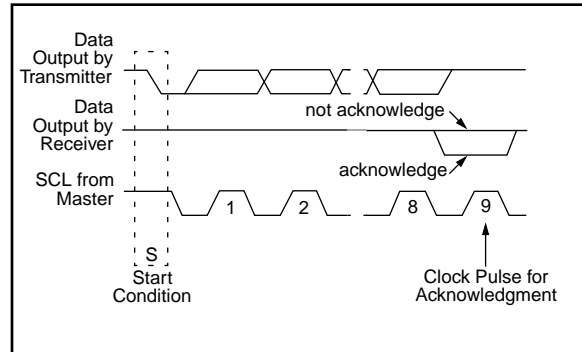 Data
Output by
Transmitter
Data
Output by
Receiver
not acknowledge
acknowledge
SCL from
Master
1
2
8
9
S
Start
Condition
Clock Pulse for
Acknowledgment